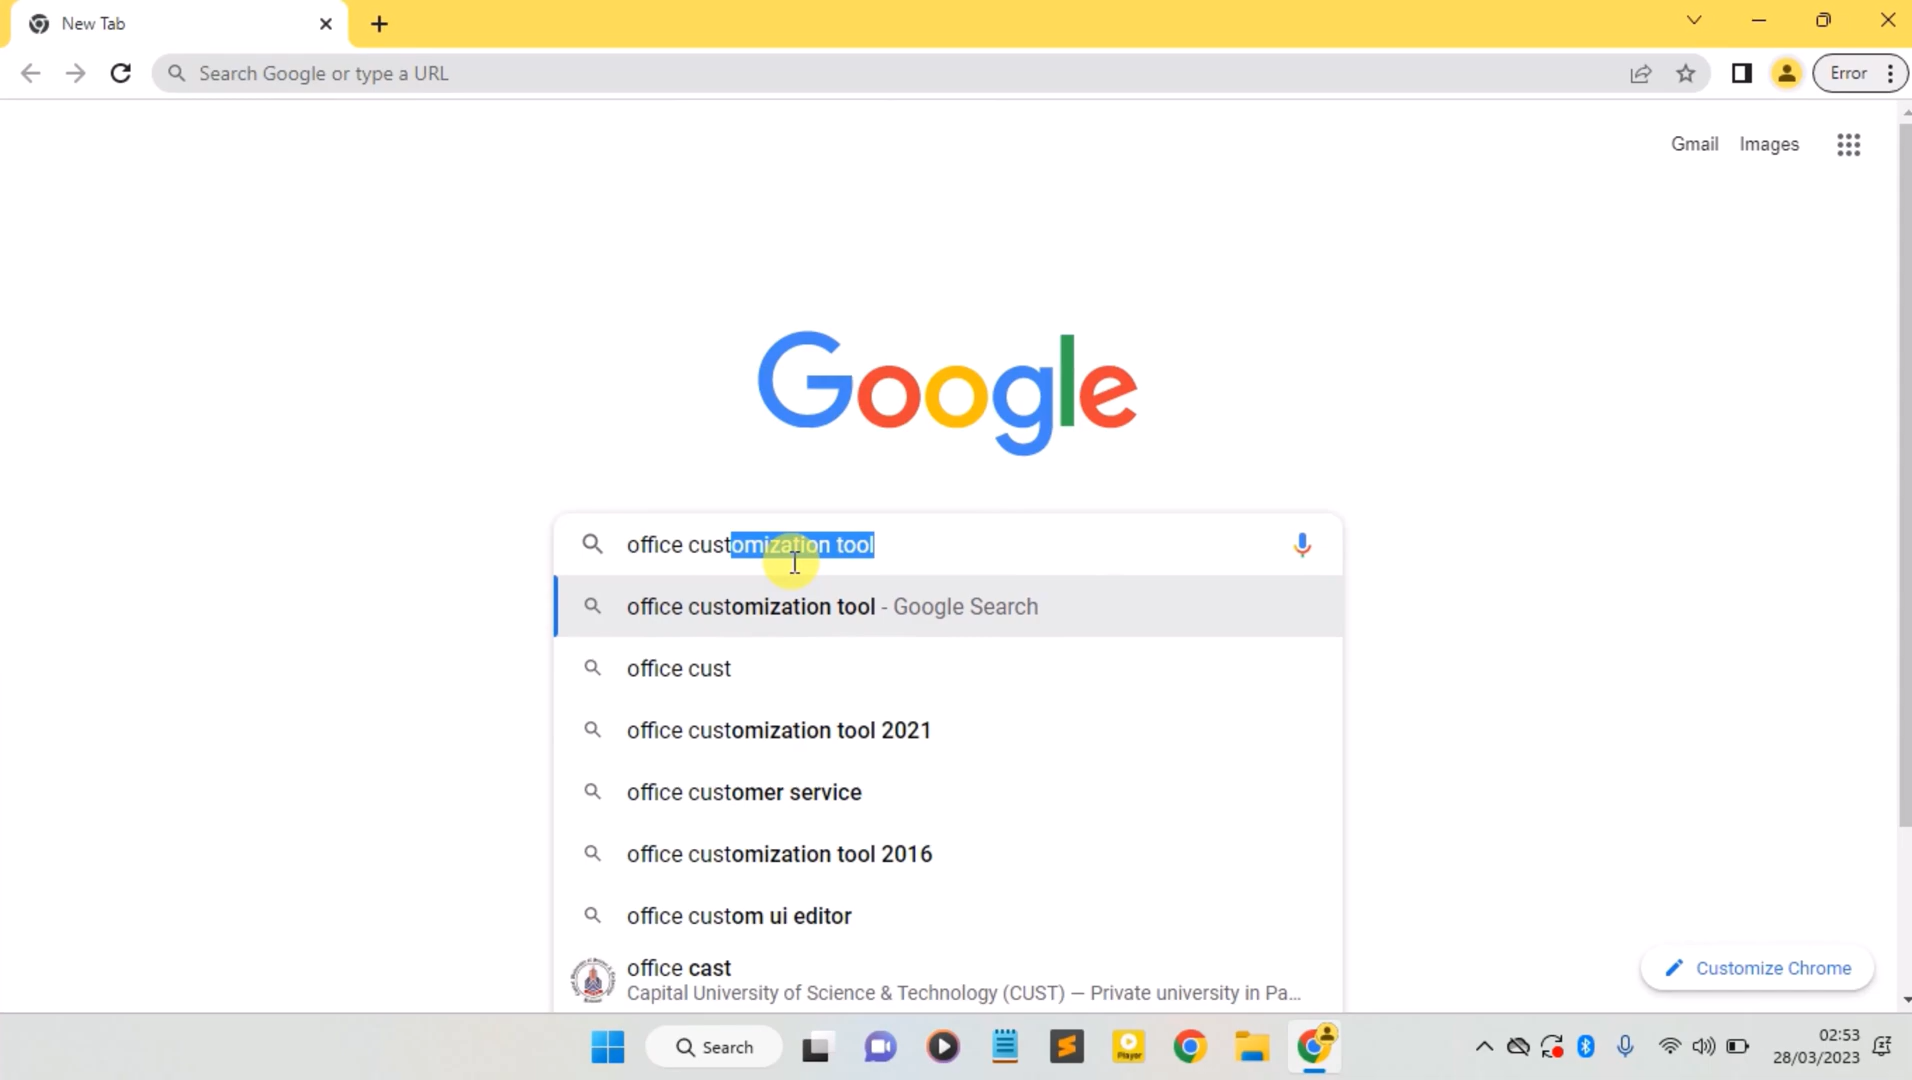 New Tab
Search Google or type a URL
Error
Gmail Images
Google
office customization tool
office customization tool - Google Search
office cust
office customization tool 2021
office customer service
office customization tool 2016
office custom ui editor
office cast
Capital University of Science & Technology (CUST) — Private university in Pa...
Customize Chrome
Search
Player
02:53
28/03/2023